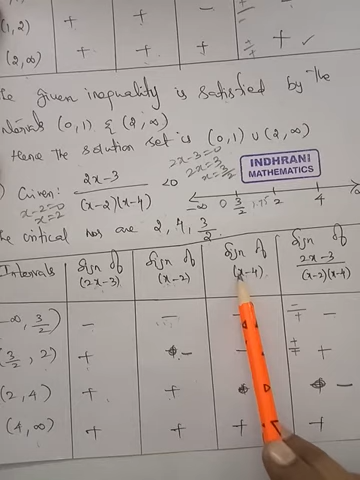 (1,2) + + -
(2,∞) + + + + ✓
given inequality is satisfied by the
(0,1) & (2,∞)
Hence the solution set is (0,1) ∪ (2,∞)
2x-3=0
2x=3
x=3/2
INDHRANI
MATHEMATICS
Given: 2x-3/(x-2)(x-4) <0
x-2=0
x=2
-∞ 0 3/2 1.75 2 4
critical nos are 2, 4, 3/2.
Intervals sign of (2x-3) sign of (x-2) sign of (x-4) sign of 2x-3/(x-2)(x-4)
-∞, 3/2) - - - -
(3/2, 2) + - - +
(2,4) + + -
(4,∞) + + + +